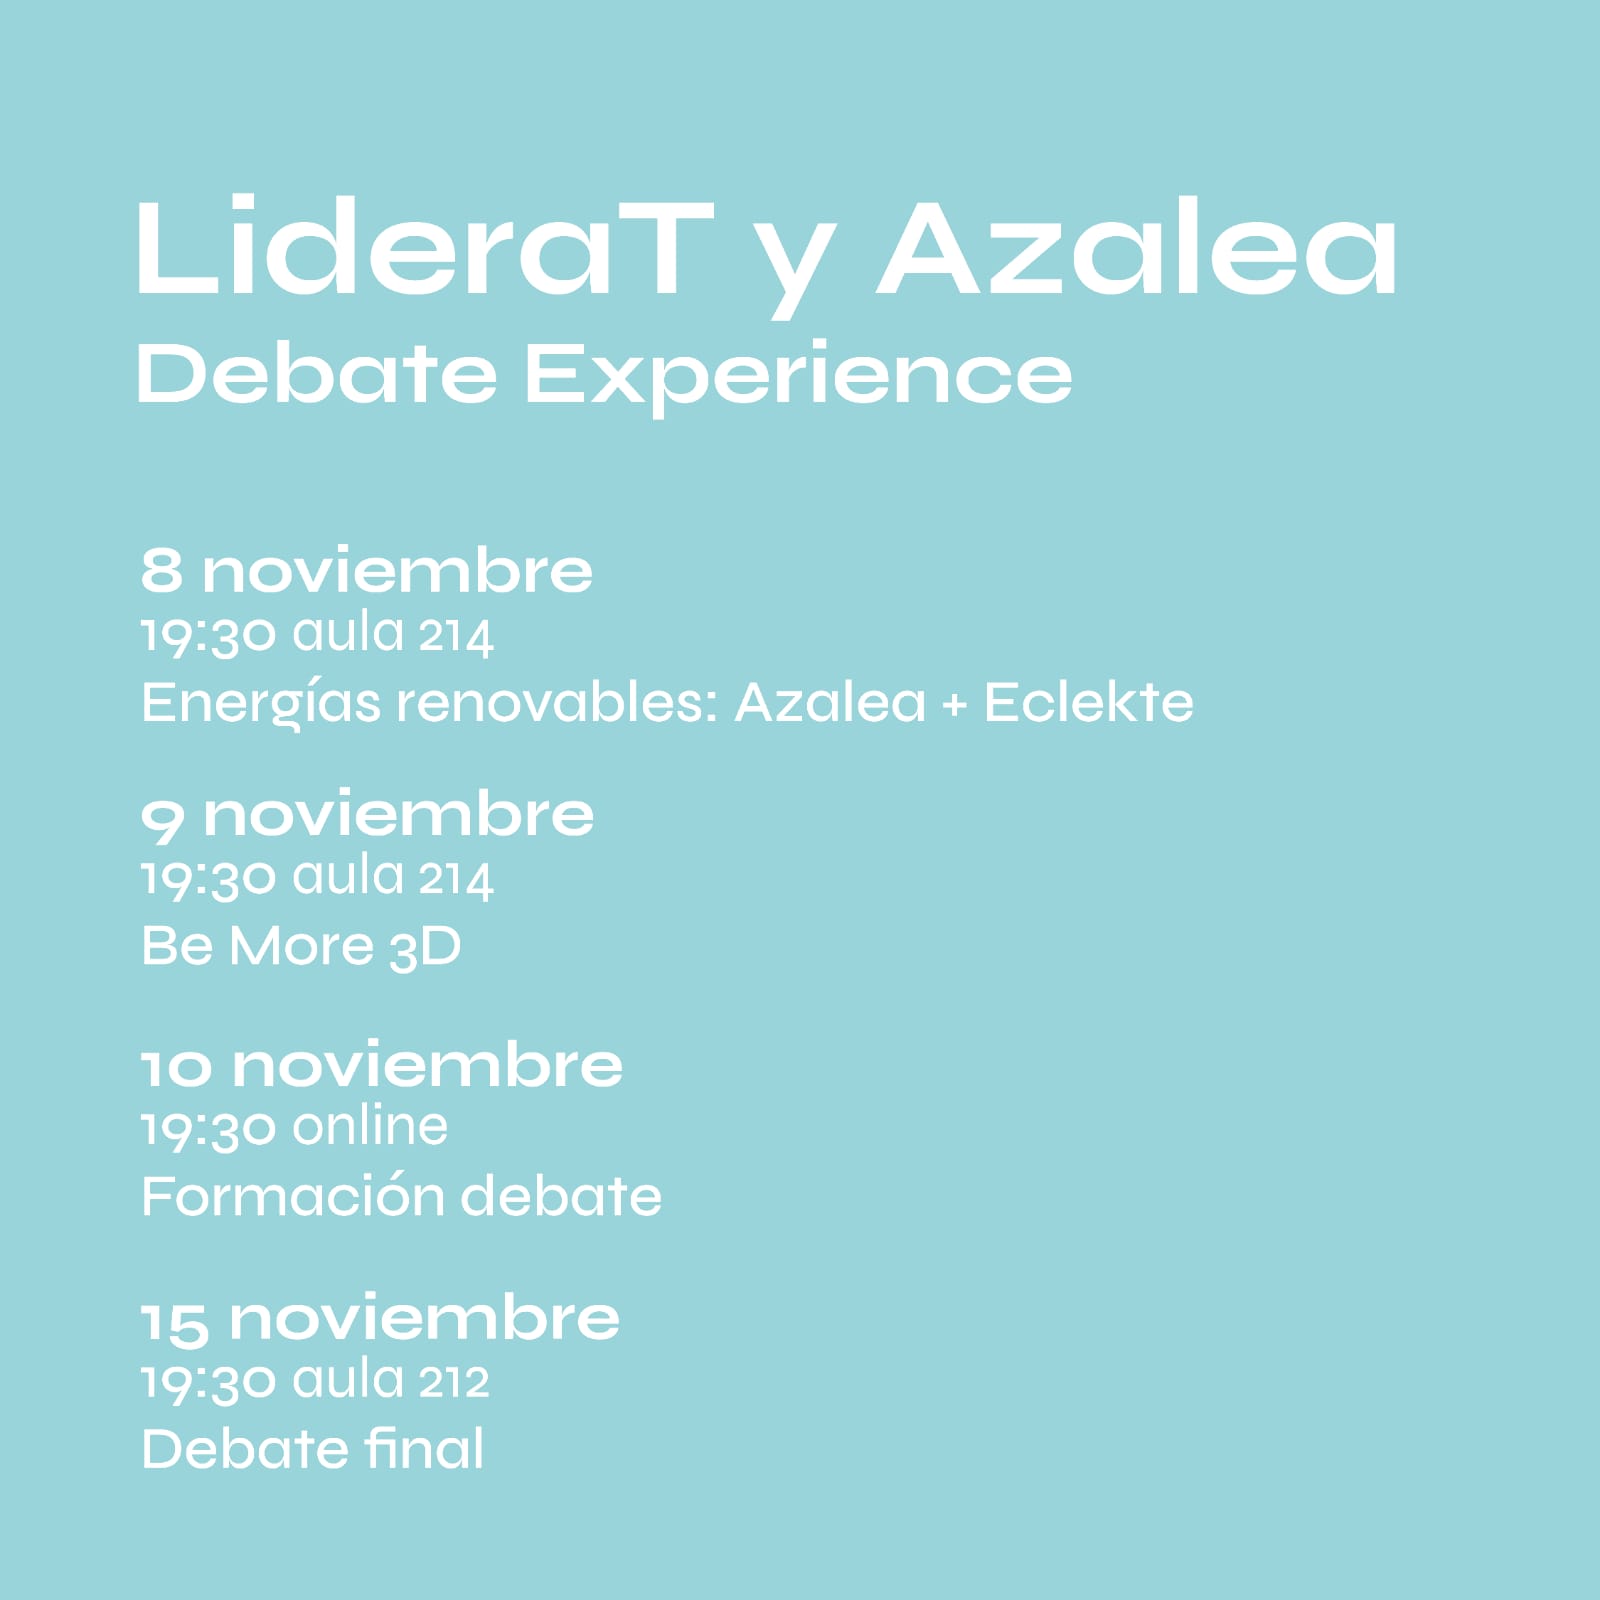 LideraT y Azalea
Debate Experience
8 noviembre
19:30 aula 214
Energías renovables: Azalea + Eclekte
9 noviembre
19:30 aula 214
Be More 3D
10 noviembre
19:30 online
Formación debate
15 noviembre
19:30 aula 212
Debate final